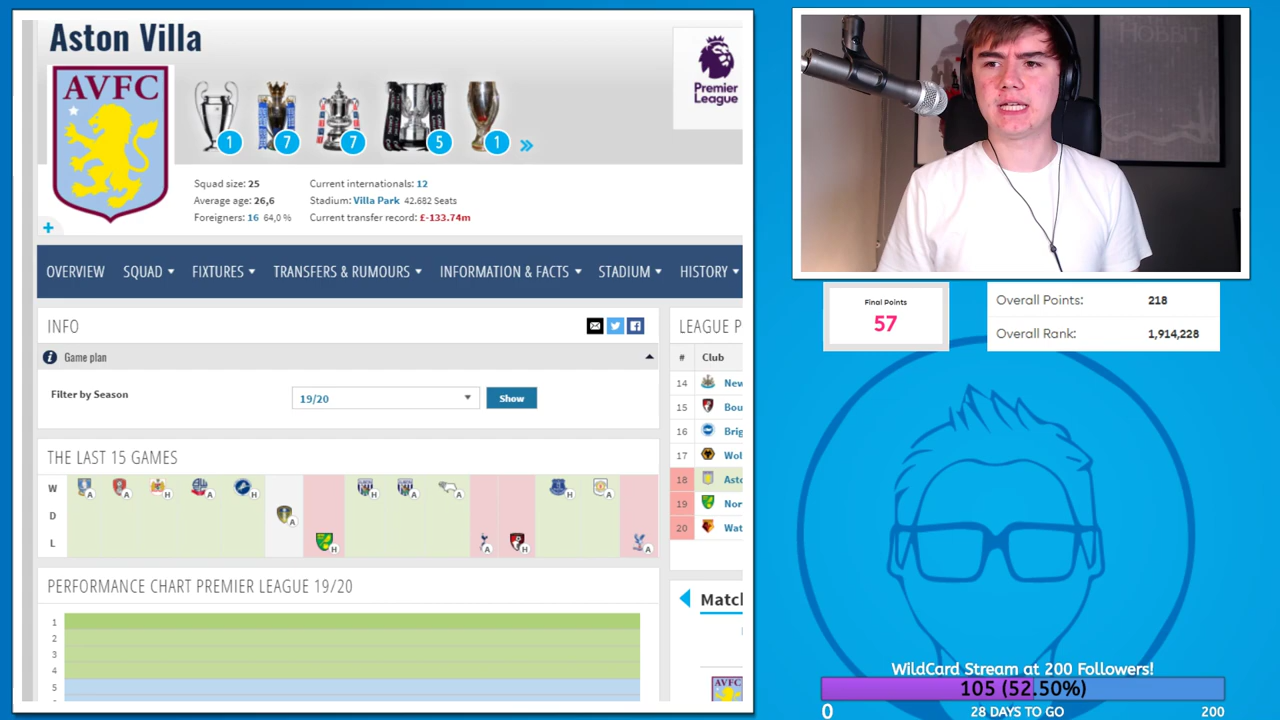 Aston Villa
AVFC
1
7
7
5
1
Premier
League
Squad size: 25
Average age: 26,6
Foreigners: 16 64,0 %
Current internationals: 12
Stadium: Villa Park 42.682 Seats
Current transfer record: £-133.74m
OVERVIEW SQUAD FIXTURES TRANSFERS & RUMOURS INFORMATION & FACTS STADIUM HISTORY
INFO
Game plan
Filter by Season
19/20
Show
THE LAST 15 GAMES
W
D
L
A A H A H A H H A A A H H A A
PERFORMANCE CHART PREMIER LEAGUE 19/20
1
2
3
4
5
LEAGUE P
# Club
14 New
15 Bou
16 Brig
17 Wol
18 Asto
19 Nor
20 Wat
Match
AVFC
HOBBIT
Final Points
57
Overall Points: 218
Overall Rank: 1,914,228
WildCard Stream at 200 Followers!
105 (52.50%)
0 28 DAYS TO GO 200